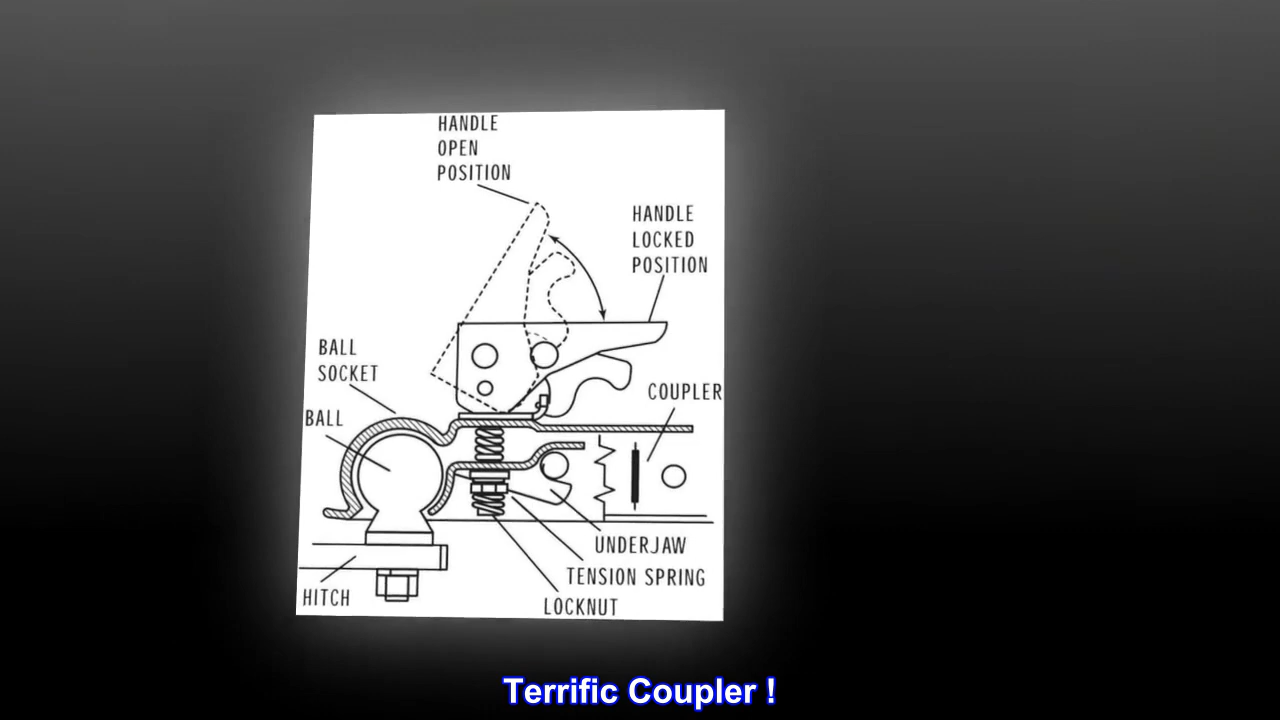 HANDLE
OPEN
POSITION
HANDLE
LOCKED
POSITION
BALL
SOCKET
COUPLER
BALL
UNDERJAW
TENSION SPRING
HITCH
LOCKNUT
Terrific Coupler !